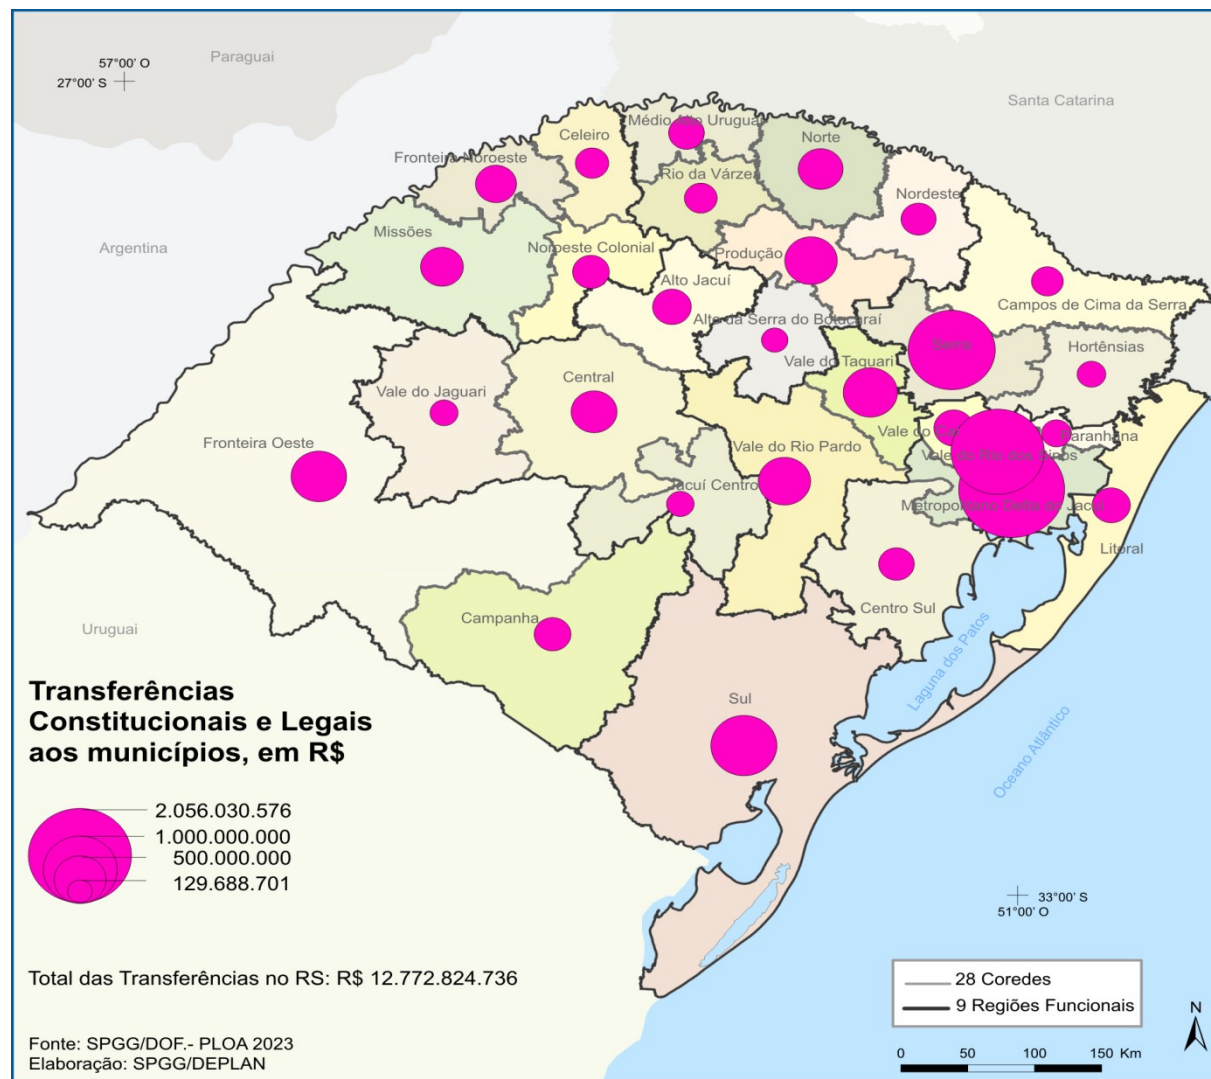 Paraguai
57°00' O
27°00' S
Santa Catarina
Médio Alto Uruguai
Celeiro
Norte
Fronteira Noroeste
Rio da Várzea
Nordeste
Argentina
Missões
Noroeste Colonial
Produção
Alto Jacuí
Campos de Cima da Serra
Alto da Serra do Botucaraí
Serra
Hortênsias
Vale do Taquari
Central
Vale do Jaguari
Vale do Caí
Paranhana
Fronteira Oeste
Vale do Rio Pardo
Vale do Rio dos Sinos
Jacuí Centro
Metropolitano Delta do Jacuí
Litoral
Centro Sul
Campanha
Uruguai
Laguna dos Patos
Sul
Oceano Atlântico
Transferências
Constitucionais e Legais
aos municípios, em R$
2.056.030.576
1.000.000.000
500.000.000
129.688.701
33°00' S
51°00' O
Total das Transferências no RS: R$ 12.772.824.736
28 Coredes
9 Regiões Funcionais
N
Fonte: SPGG/DOF.- PLOA 2023
Elaboração: SPGG/DEPLAN
0 50 100 150 Km